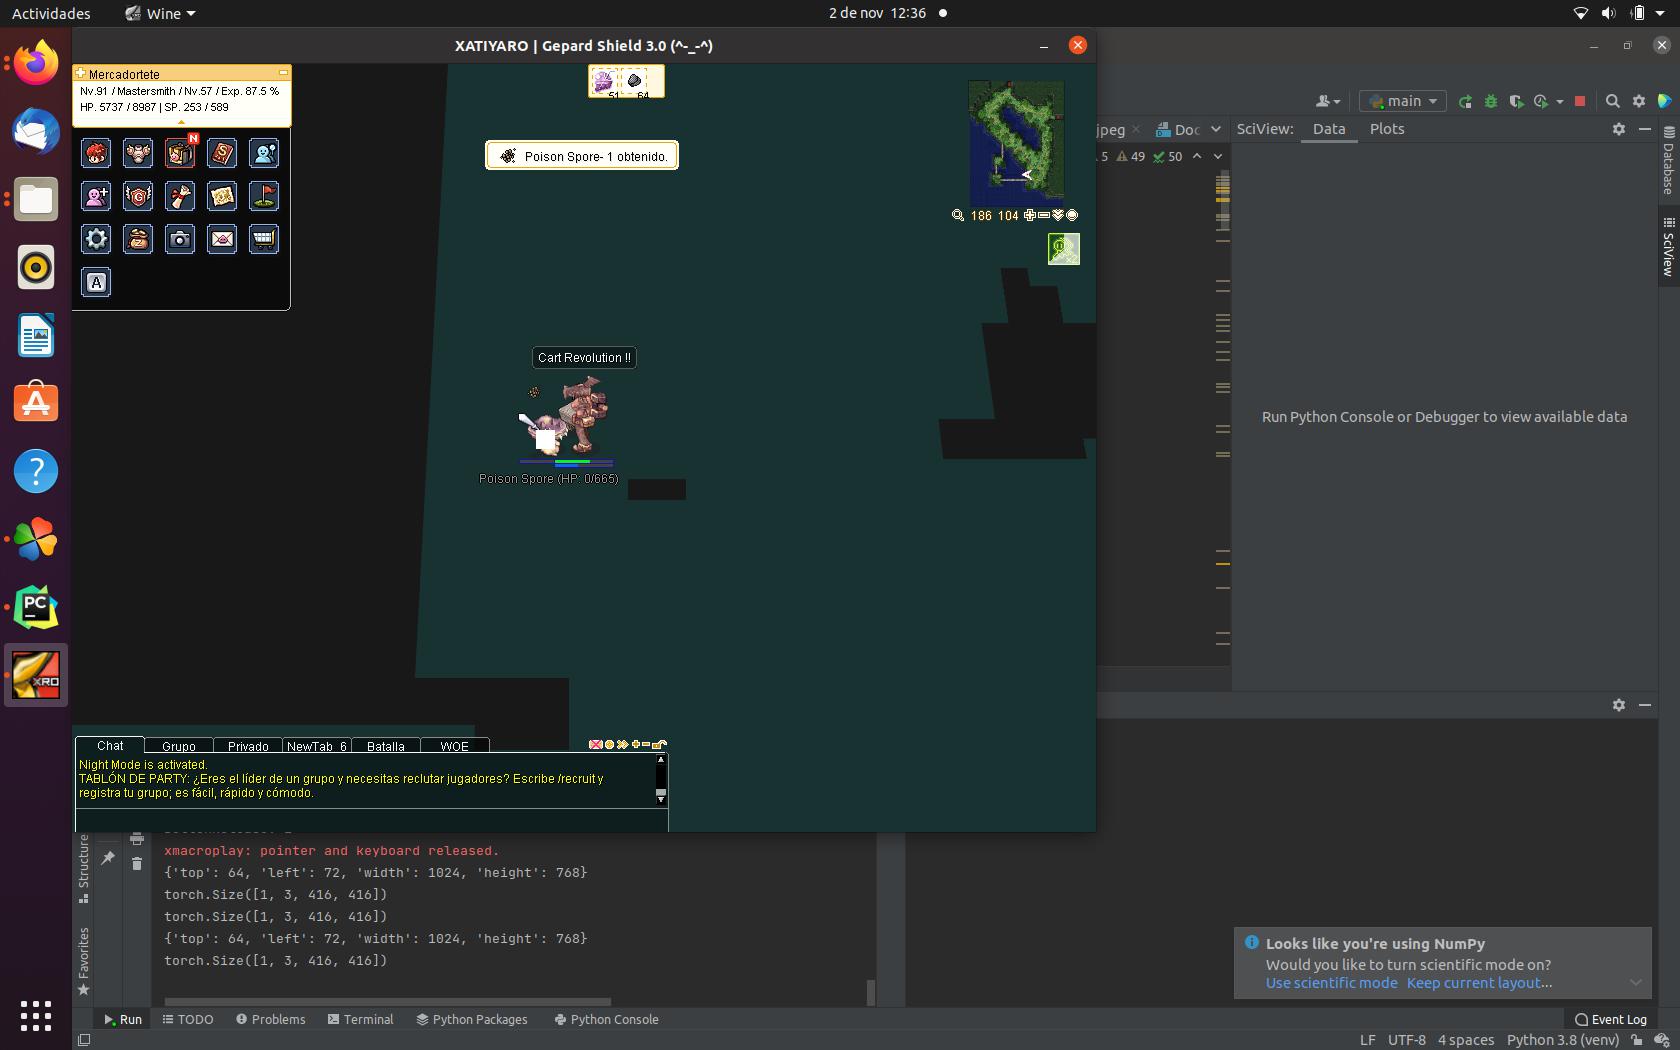 Actividades
Wine
2 de nov 12:36
XATIYARO | Gepard Shield 3.0 (^-_-^)
Mercadortete
Nv.91 / Mastersmith / Nv.57 / Exp. 87.5 %
HP. 5737 / 8987 | SP. 253 / 589
N
51
64
Poison Spore- 1 obtenido.
186 104
Cart Revolution !!
Poison Spore (HP: 0/665)
A
Chat
Grupo
Privado
NewTab_6
Batalla
WOE
Night Mode is activated.
TABLÓN DE PARTY: ¿Eres el líder de un grupo y necesitas reclutar jugadores? Escribe /recruit y
registra tu grupo; es fácil, rápido y cómodo.
PC
XRO
main
jpeg
Doc
SciView:
Data
Plots
5
49
50
Database
SciView
Run Python Console or Debugger to view available data
Structure
Favorites
xmacroplay: pointer and keyboard released.
{'top': 64, 'left': 72, 'width': 1024, 'height': 768}
torch.Size([1, 3, 416, 416])
torch.Size([1, 3, 416, 416])
{'top': 64, 'left': 72, 'width': 1024, 'height': 768}
torch.Size([1, 3, 416, 416])
Looks like you're using NumPy
Would you like to turn scientific mode on?
Use scientific mode Keep current layout...
Run
TODO
Problems
Terminal
Python Packages
Python Console
Event Log
LF UTF-8 4 spaces Python 3.8 (venv)